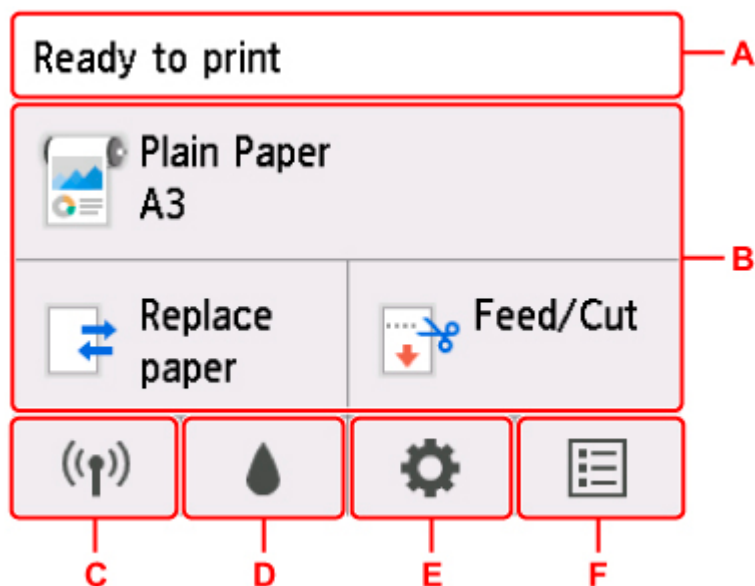 Ready to print
A
Plain Paper
A3
B
Replace
paper
Feed/Cut
C
D
E
F